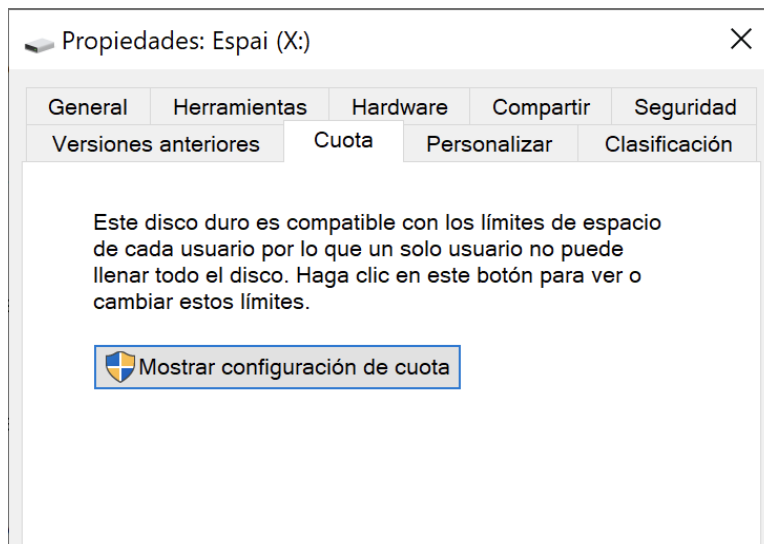 Propiedades: Espai (X:)
General Herramientas Hardware Compartir Seguridad
Versiones anteriores Cuota Personalizar Clasificación
Este disco duro es compatible con los límites de espacio
de cada usuario por lo que un solo usuario no puede
llenar todo el disco. Haga clic en este botón para ver o
cambiar estos límites.
Mostrar configuración de cuota